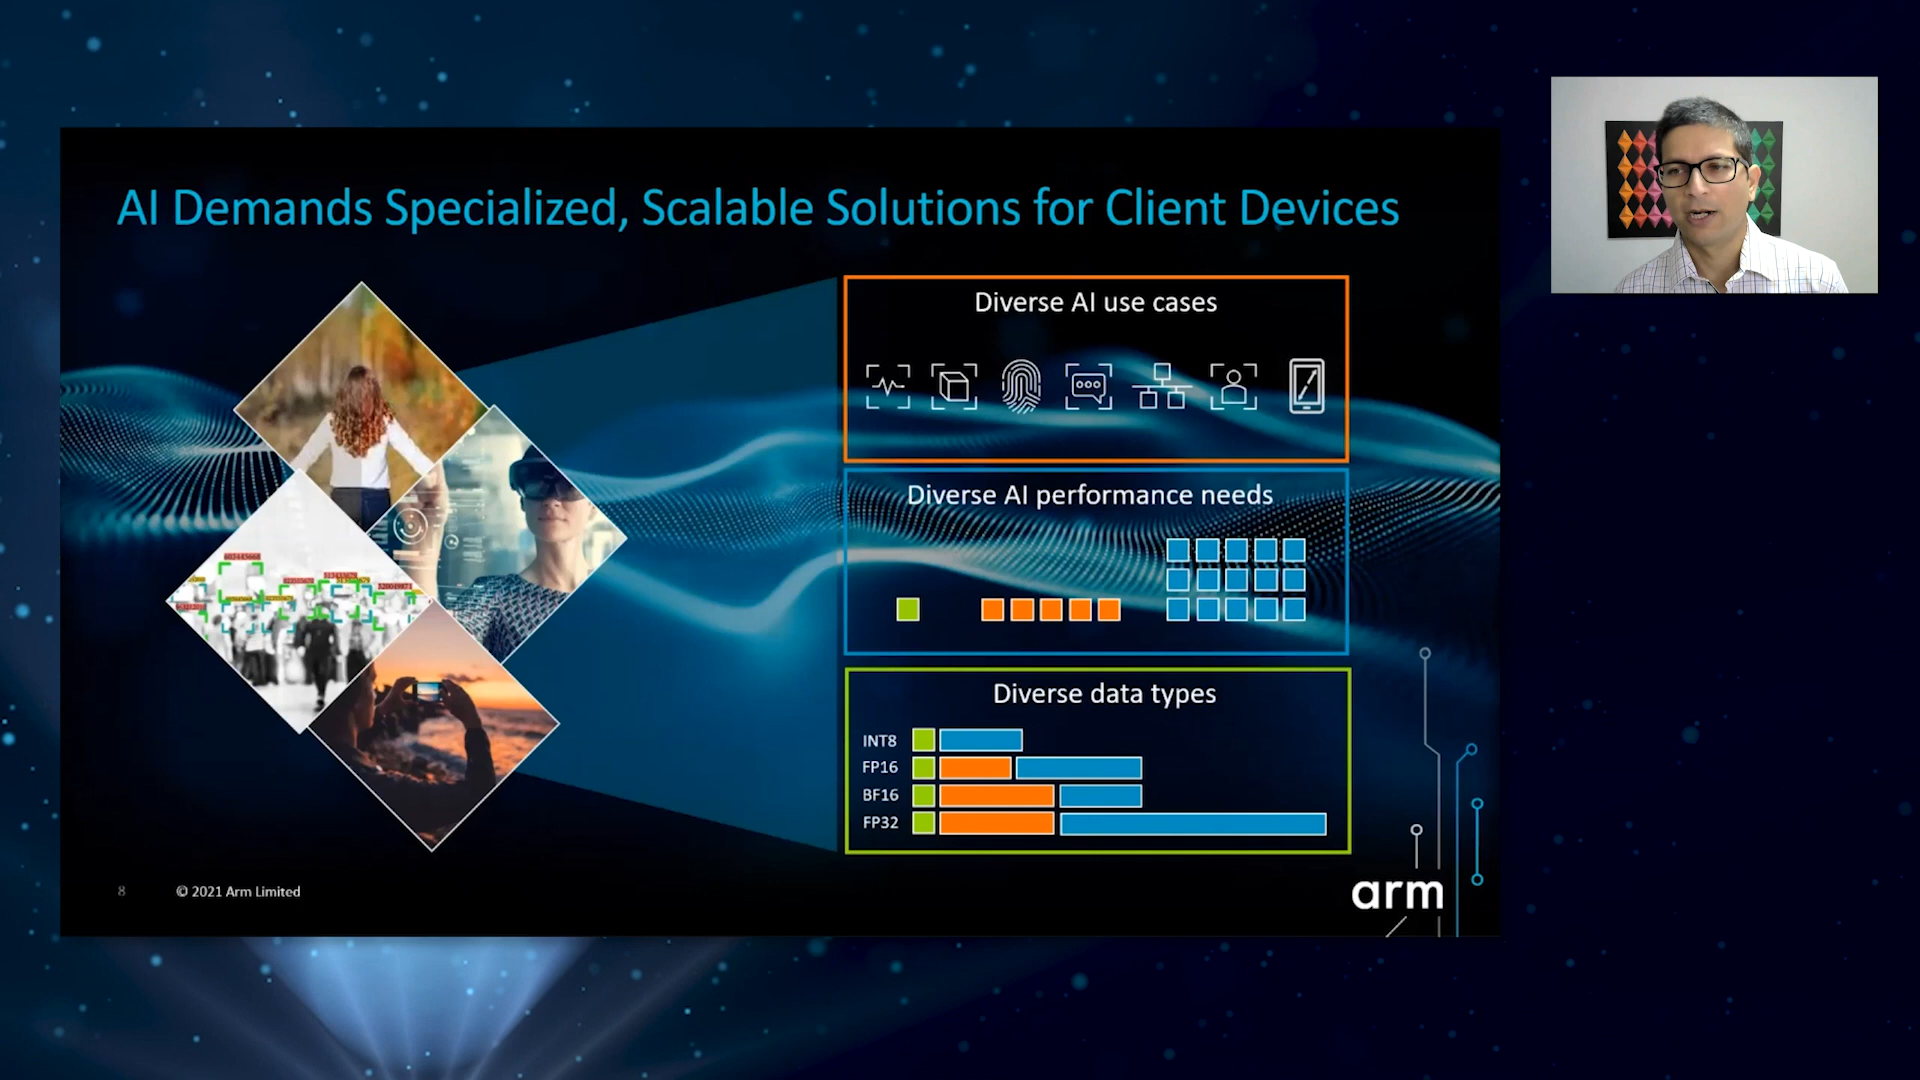 AI Demands Specialized, Scalable Solutions for Client Devices
Diverse AI use cases
Diverse AI performance needs
Diverse data types
INT8
FP16
BF16
FP32
8
© 2021 Arm Limited
arm